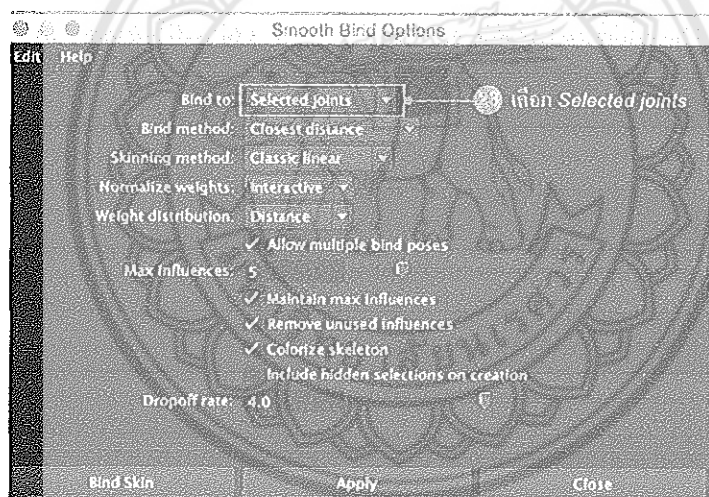 Smooth Bind Options
Edit Help
Bind to: Selected joints
29 เลือก Selected joints
Bind method: Closest distance
Skinning method: Classic linear
Normalize weights: Interactive
Weight distribution: Distance
Allow multiple bind poses
Max Influences: 5
Maintain max influences
Remove unused influences
Colorize skeleton
Include hidden selections on creation
Dropoff rate: 4.0
Bind Skin Apply Close